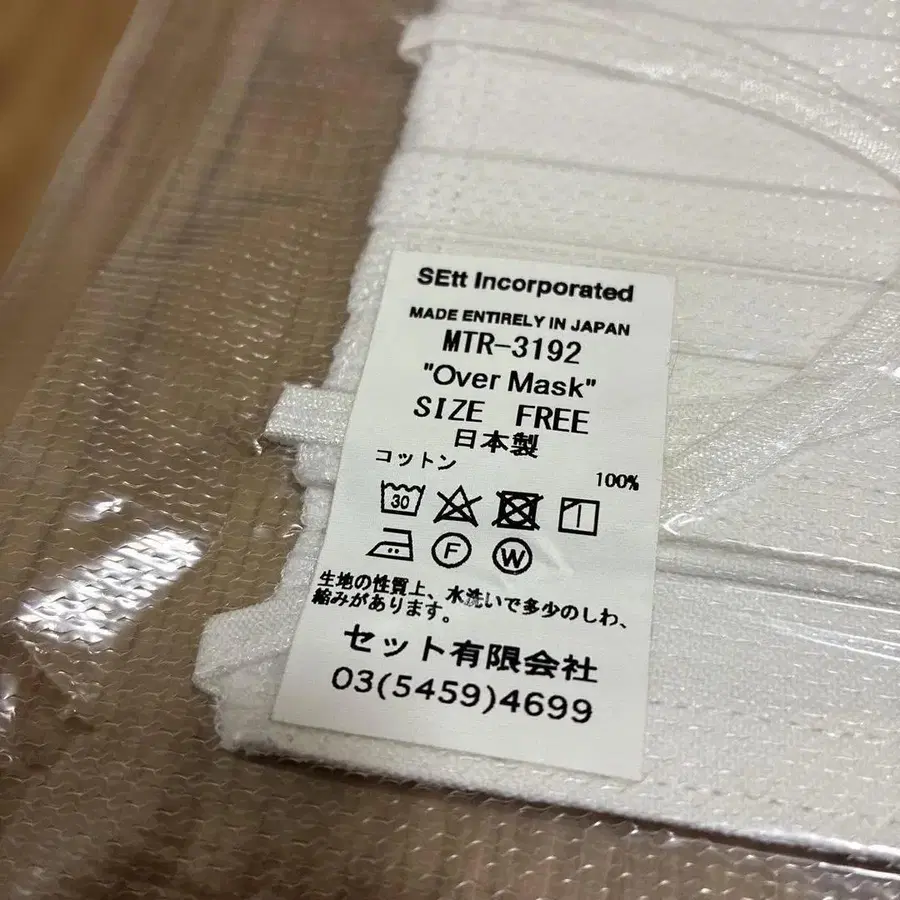 SEtt Incorporated
MADE ENTIRELY IN JAPAN
MTR-3192
"Over Mask"
SIZE FREE
日本製
コットン 100%
30
F W
生地の性質上、水洗いで多少のしわ、
縮みがあります。
セット有限会社
03(5459)4699